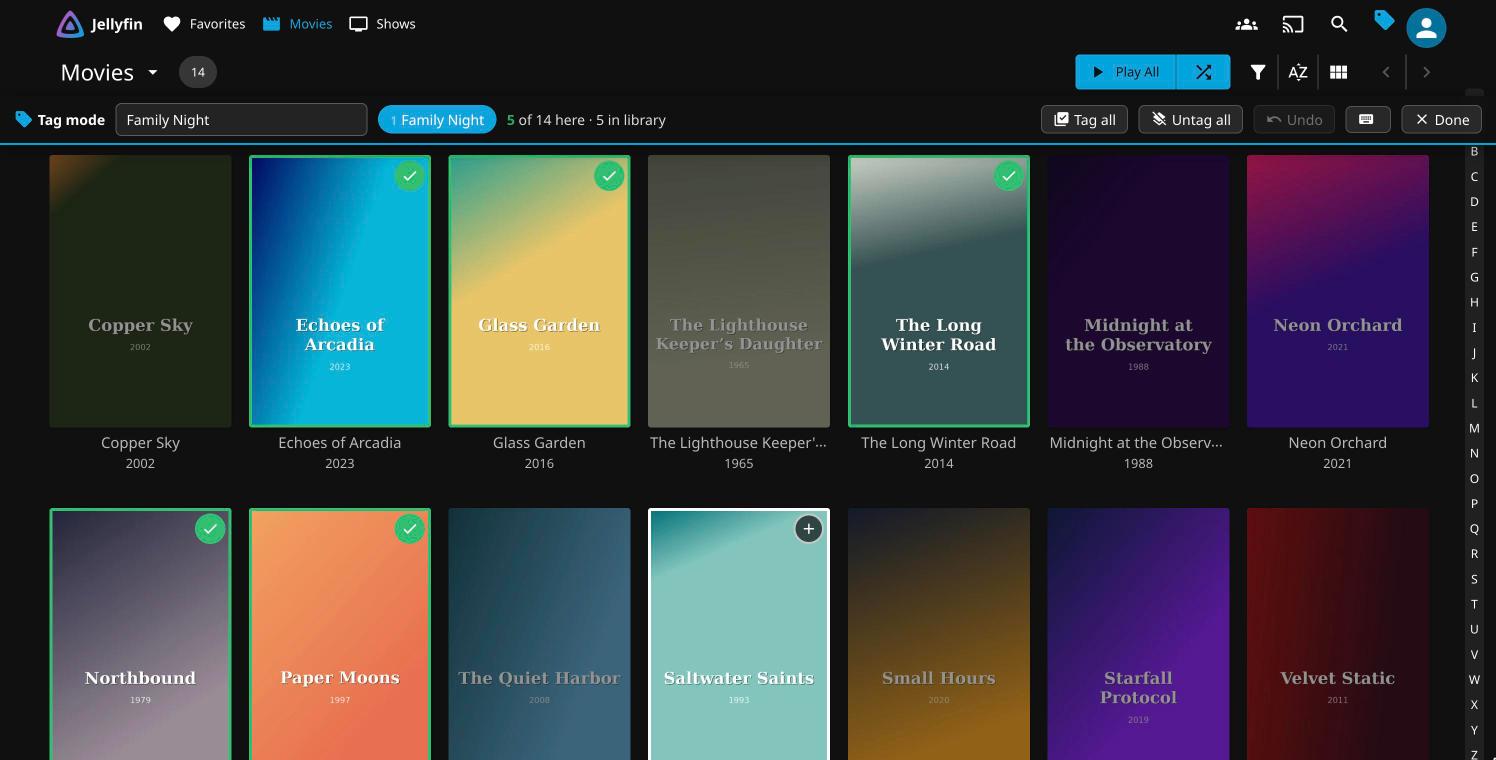 Jellyfin
Favorites
Movies
Shows
Movies
14
Play All
AZ
Tag mode
Family Night
1 Family Night
5 of 14 here · 5 in library
Tag all
Untag all
Undo
Done
Copper Sky
2002
Echoes of
Arcadia
2023
Glass Garden
2016
The Lighthouse
Keeper's Daughter
1965
The Long
Winter Road
2014
Midnight at
the Observatory
1988
Neon Orchard
2021
Copper Sky
2002
Echoes of Arcadia
2023
Glass Garden
2016
The Lighthouse Keeper'...
1965
The Long Winter Road
2014
Midnight at the Observ...
1988
Neon Orchard
2021
Northbound
1979
Paper Moons
1997
The Quiet Harbor
2008
Saltwater Saints
1993
Small Hours
2020
Starfall
Protocol
2019
Velvet Static
2011
B
C
D
E
F
G
H
I
J
K
L
M
N
O
P
Q
R
S
T
U
V
W
X
Y
Z